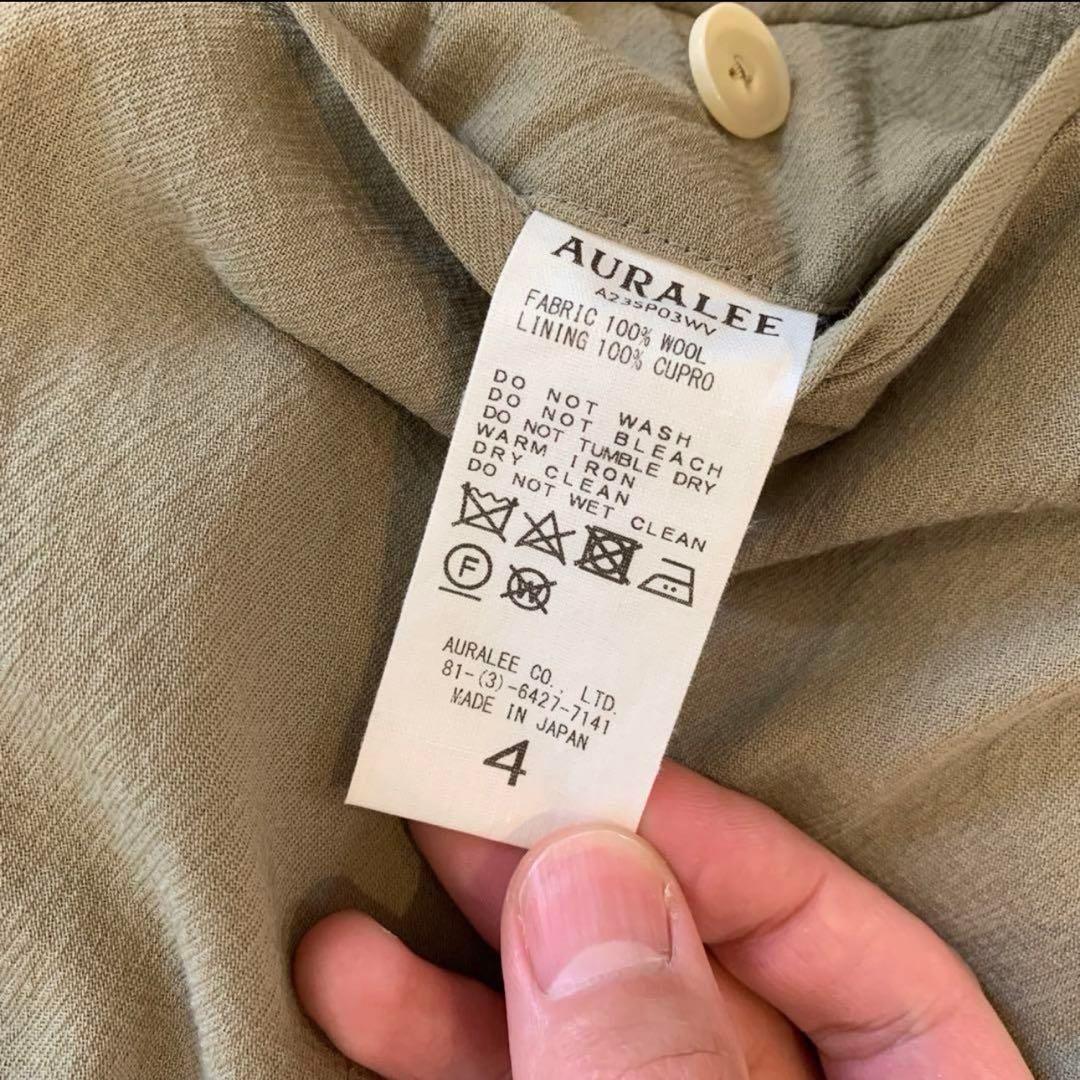 AURALEE
A23SP03WV
FABRIC 100% WOOL
LINING 100% CUPRO
DO NOT WASH
DO NOT BLEACH
DO NOT TUMBLE DRY
WARM IRON
DRY CLEAN
DO NOT WET CLEAN
F
W
AURALEE CO., LTD.
81-(3)-6427-7141
MADE IN JAPAN
4